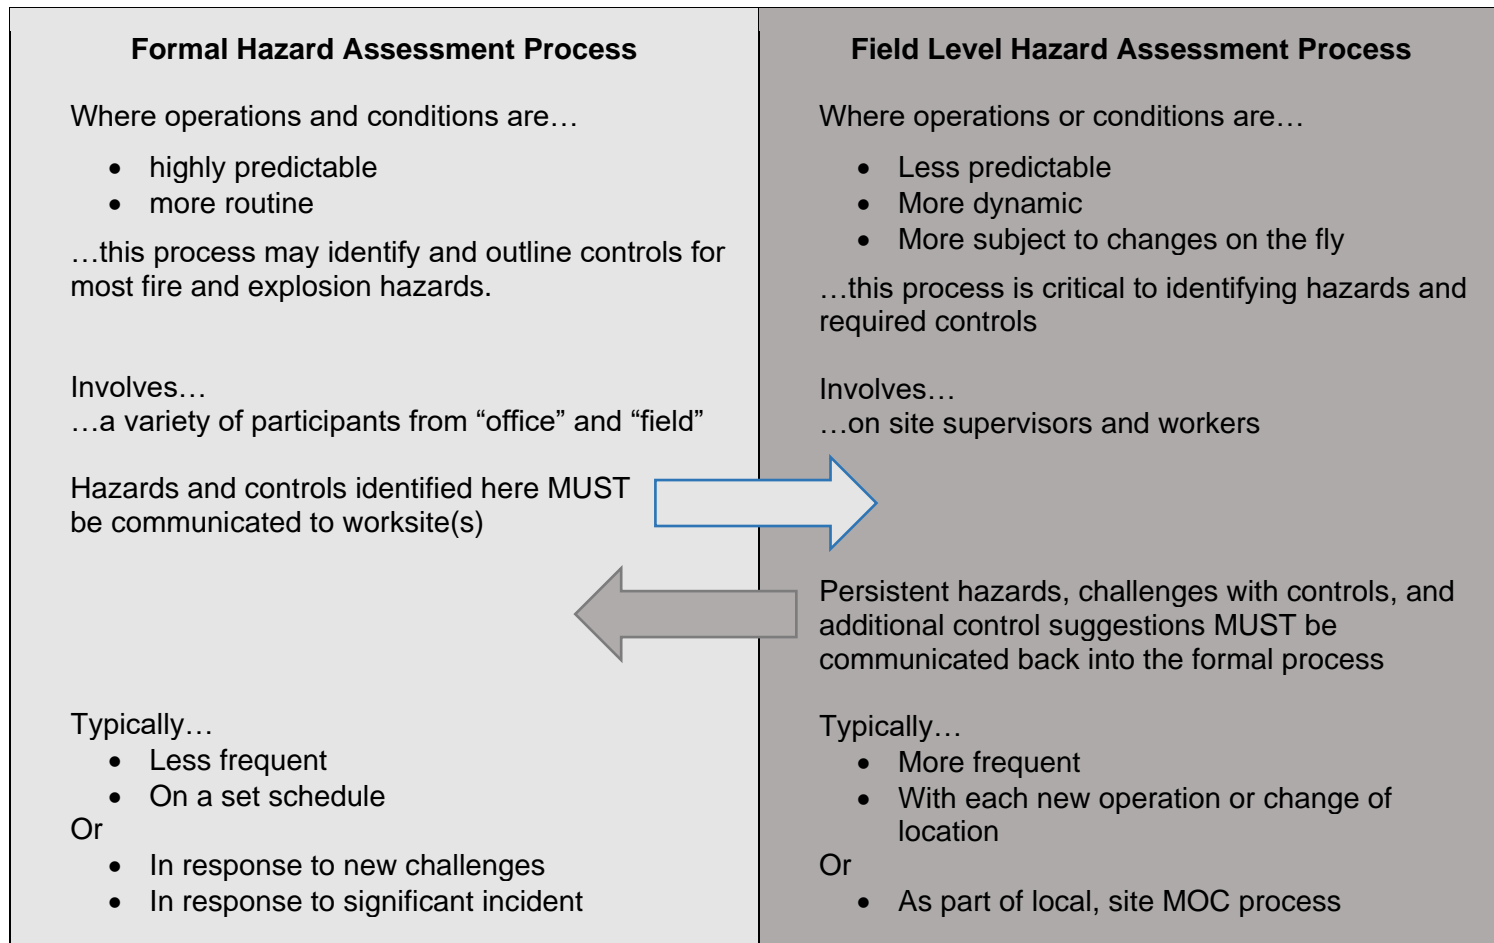 Formal Hazard Assessment Process
Where operations and conditions are…
• highly predictable
• more routine
…this process may identify and outline controls for
most fire and explosion hazards.
Involves…
…a variety of participants from “office” and “field”
Hazards and controls identified here MUST
be communicated to worksite(s)
Typically…
• Less frequent
• On a set schedule
Or
• In response to new challenges
• In response to significant incident
Field Level Hazard Assessment Process
Where operations or conditions are…
• Less predictable
• More dynamic
• More subject to changes on the fly
…this process is critical to identifying hazards and
required controls
Involves…
…on site supervisors and workers
Persistent hazards, challenges with controls, and
additional control suggestions MUST be
communicated back into the formal process
Typically…
• More frequent
• With each new operation or change of
location
Or
• As part of local, site MOC process